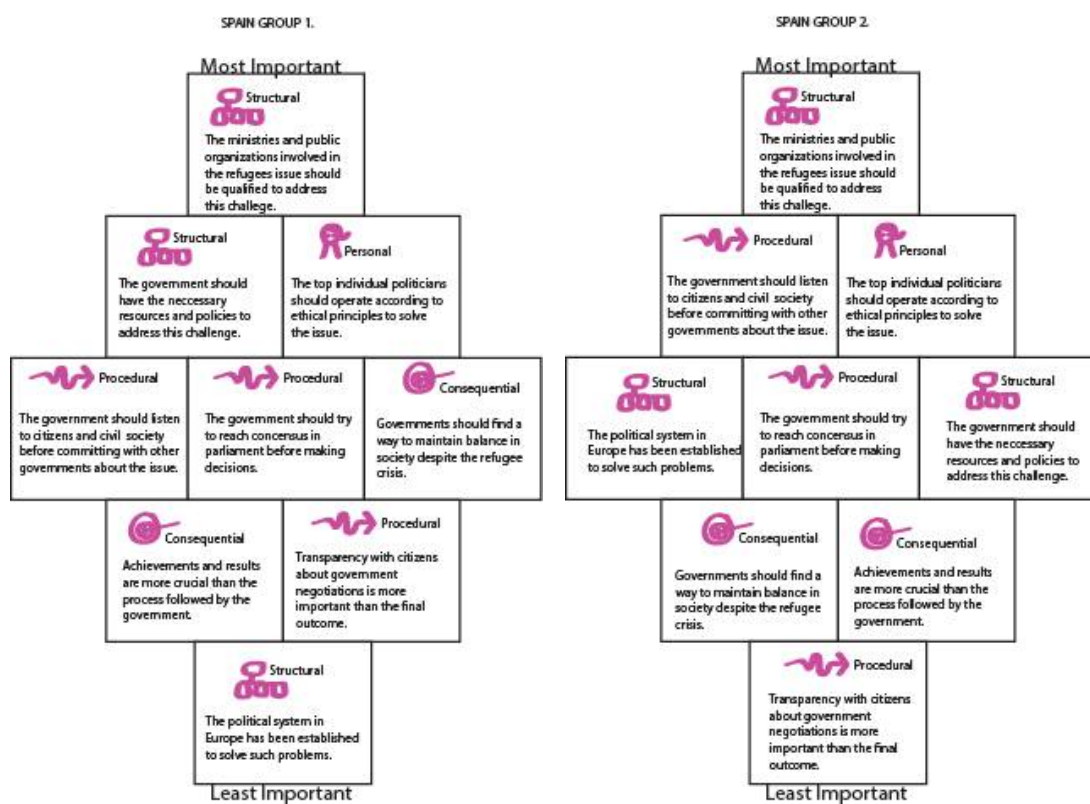 SPAIN GROUP 1.
Most Important
Structural
The ministries and public
organizations involved in
the refugees issue should
be qualified to address
this challege.
Structural
The government should
have the neccessary
resources and policies to
address this challenge.
Personal
The top individual politicians
should operate according to
ethical principles to solve
the issue.
Procedural
The government should listen
to citizens and civil society
before committing with other
governments about the issue.
Procedural
The government should try
to reach concensus in
parliament before making
decisions.
Consequential
Governments should find a
way to maintain balance in
society despite the refugee
crisis.
Consequential
Achievements and results
are more crucial than the
process followed by the
government.
Procedural
Transparency with citizens
about government
negotiations is more
important than the final
outcome.
Structural
The political system in
Europe has been established
to solve such problems.
Least Important
SPAIN GROUP 2.
Most Important
Structural
The ministries and public
organizations involved in
the refugees issue should
be qualified to address
this challege.
Procedural
The government should listen
to citizens and civil society
before committing with other
governments about the issue.
Personal
The top individual politicians
should operate according to
ethical principles to solve
the issue.
Structural
The political system in
Europe has been established
to solve such problems.
Procedural
The government should try
to reach concensus in
parliament before making
decisions.
Structural
The government should
have the neccessary
resources and policies to
address this challenge.
Consequential
Governments should find a
way to maintain balance in
society despite the refugee
crisis.
Consequential
Achievements and results
are more crucial than the
process followed by the
government.
Procedural
Transparency with citizens
about government
negotiations is more
important than the final
outcome.
Least Important